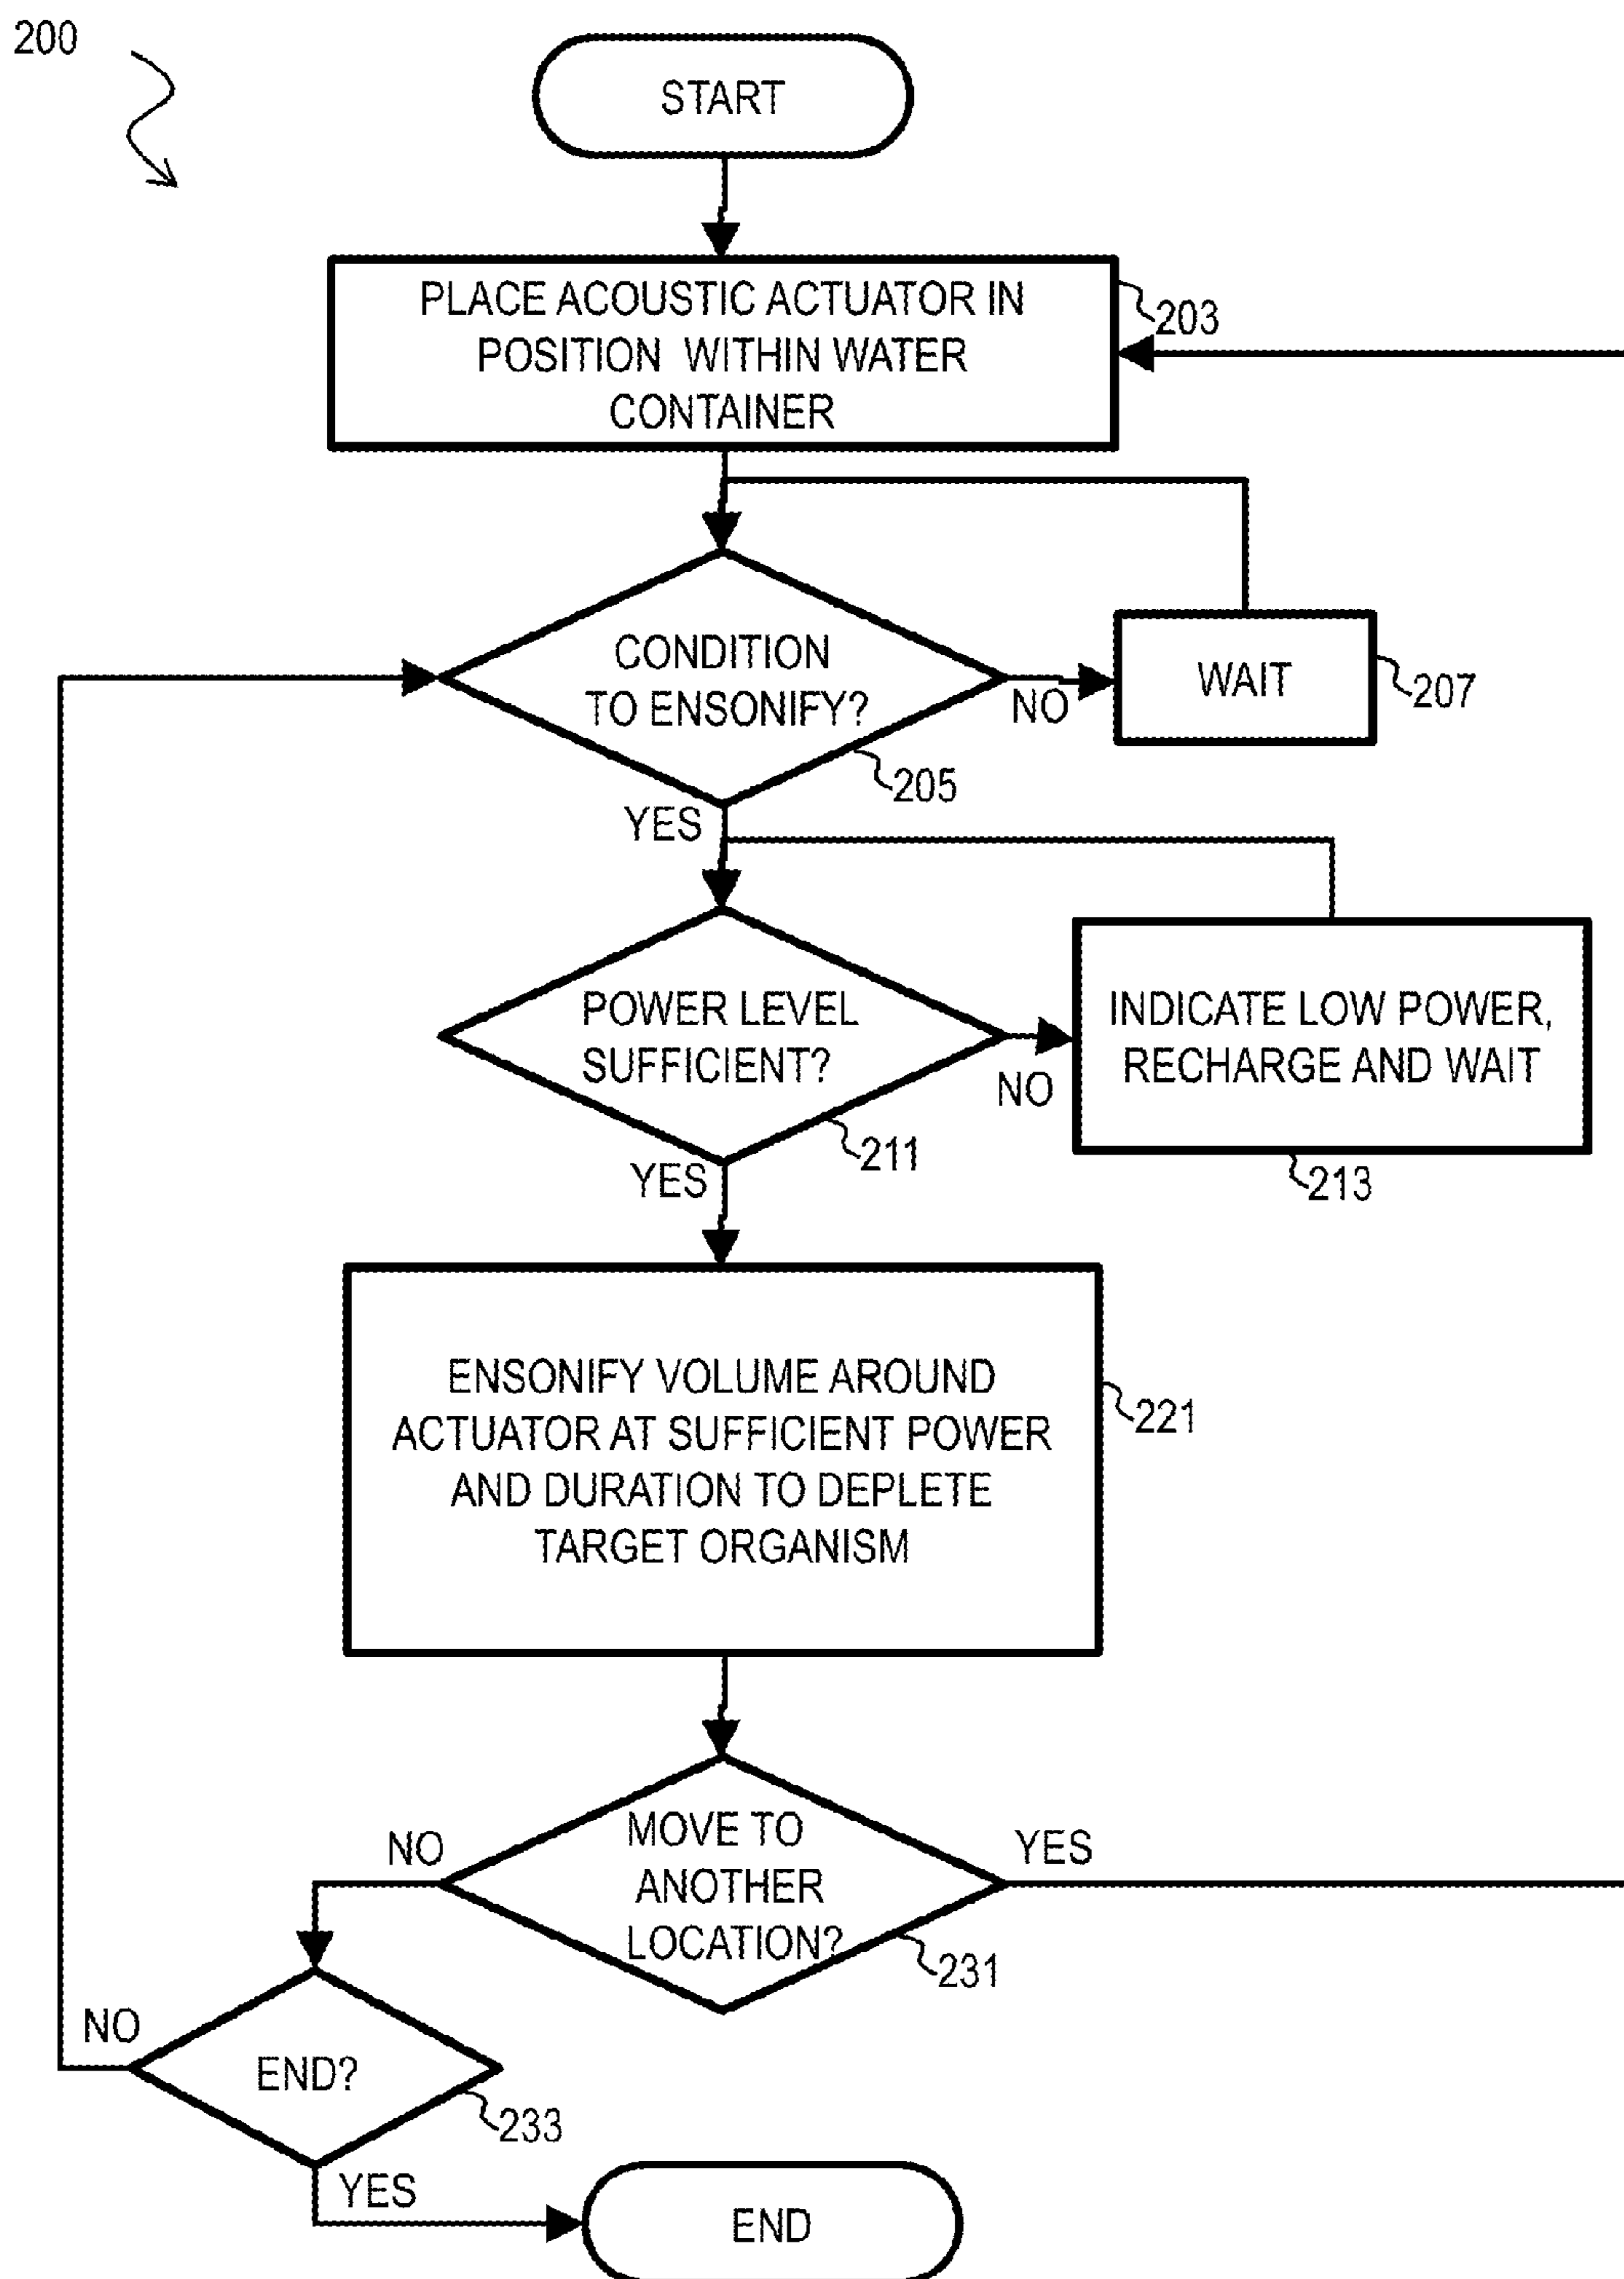 200
START
PLACE ACOUSTIC ACTUATOR IN
POSITION WITHIN WATER
CONTAINER
203
CONDITION
TO ENSONIFY?
NO
WAIT
207
205
YES
POWER LEVEL
SUFFICIENT?
NO
INDICATE LOW POWER,
RECHARGE AND WAIT
211
213
YES
ENSONIFY VOLUME AROUND
ACTUATOR AT SUFFICIENT POWER
AND DURATION TO DEPLETE
TARGET ORGANISM
221
NO
MOVE TO
ANOTHER
LOCATION?
YES
231
NO
END?
233
YES
END